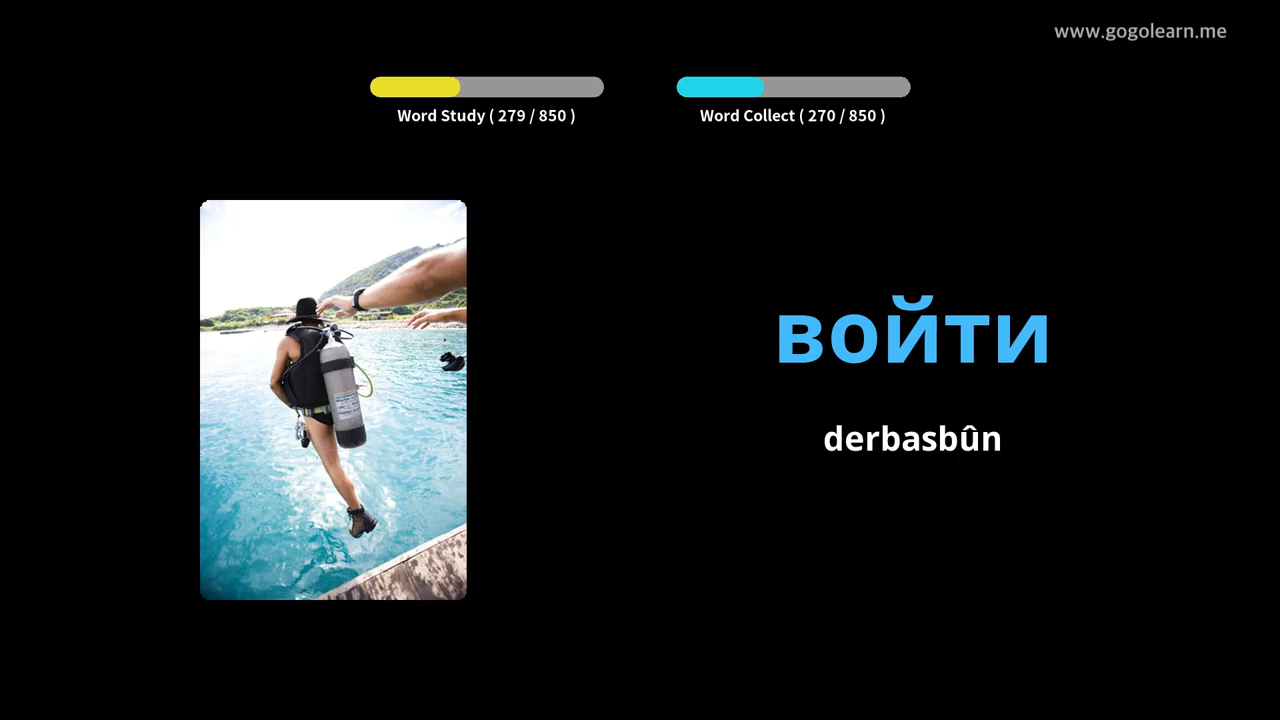 www.gogolearn.me
Word Study ( 279 / 850 )
Word Collect ( 270 / 850 )
войти
derbasbûn